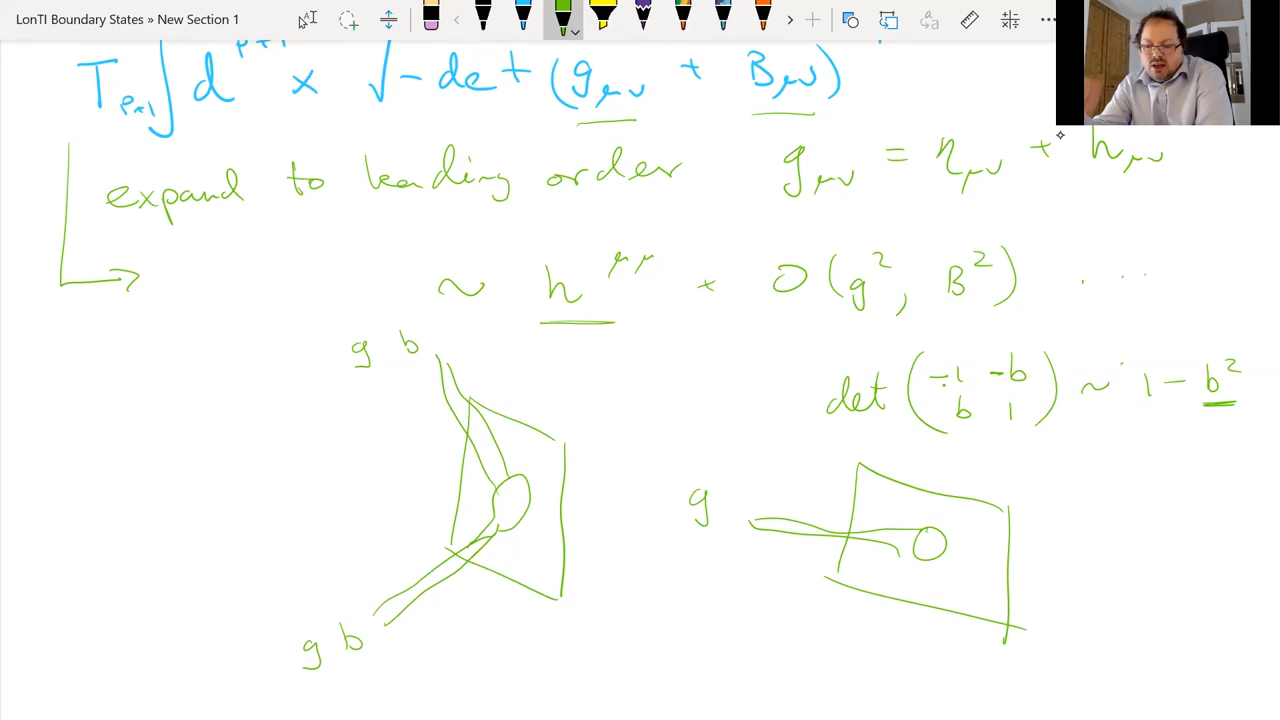 LonTI Boundary States » New Section 1
T_{p+1} ∫ d^{p+1} x √-det (g_{μν} + B_{μν})
expand to leading order g_{μν} = η_{μν} + h_{μν}
~ h^{μμ} + O(g², B²) ....
g b
det (-1 -b
b 1) ~ 1 - b²
g
g b